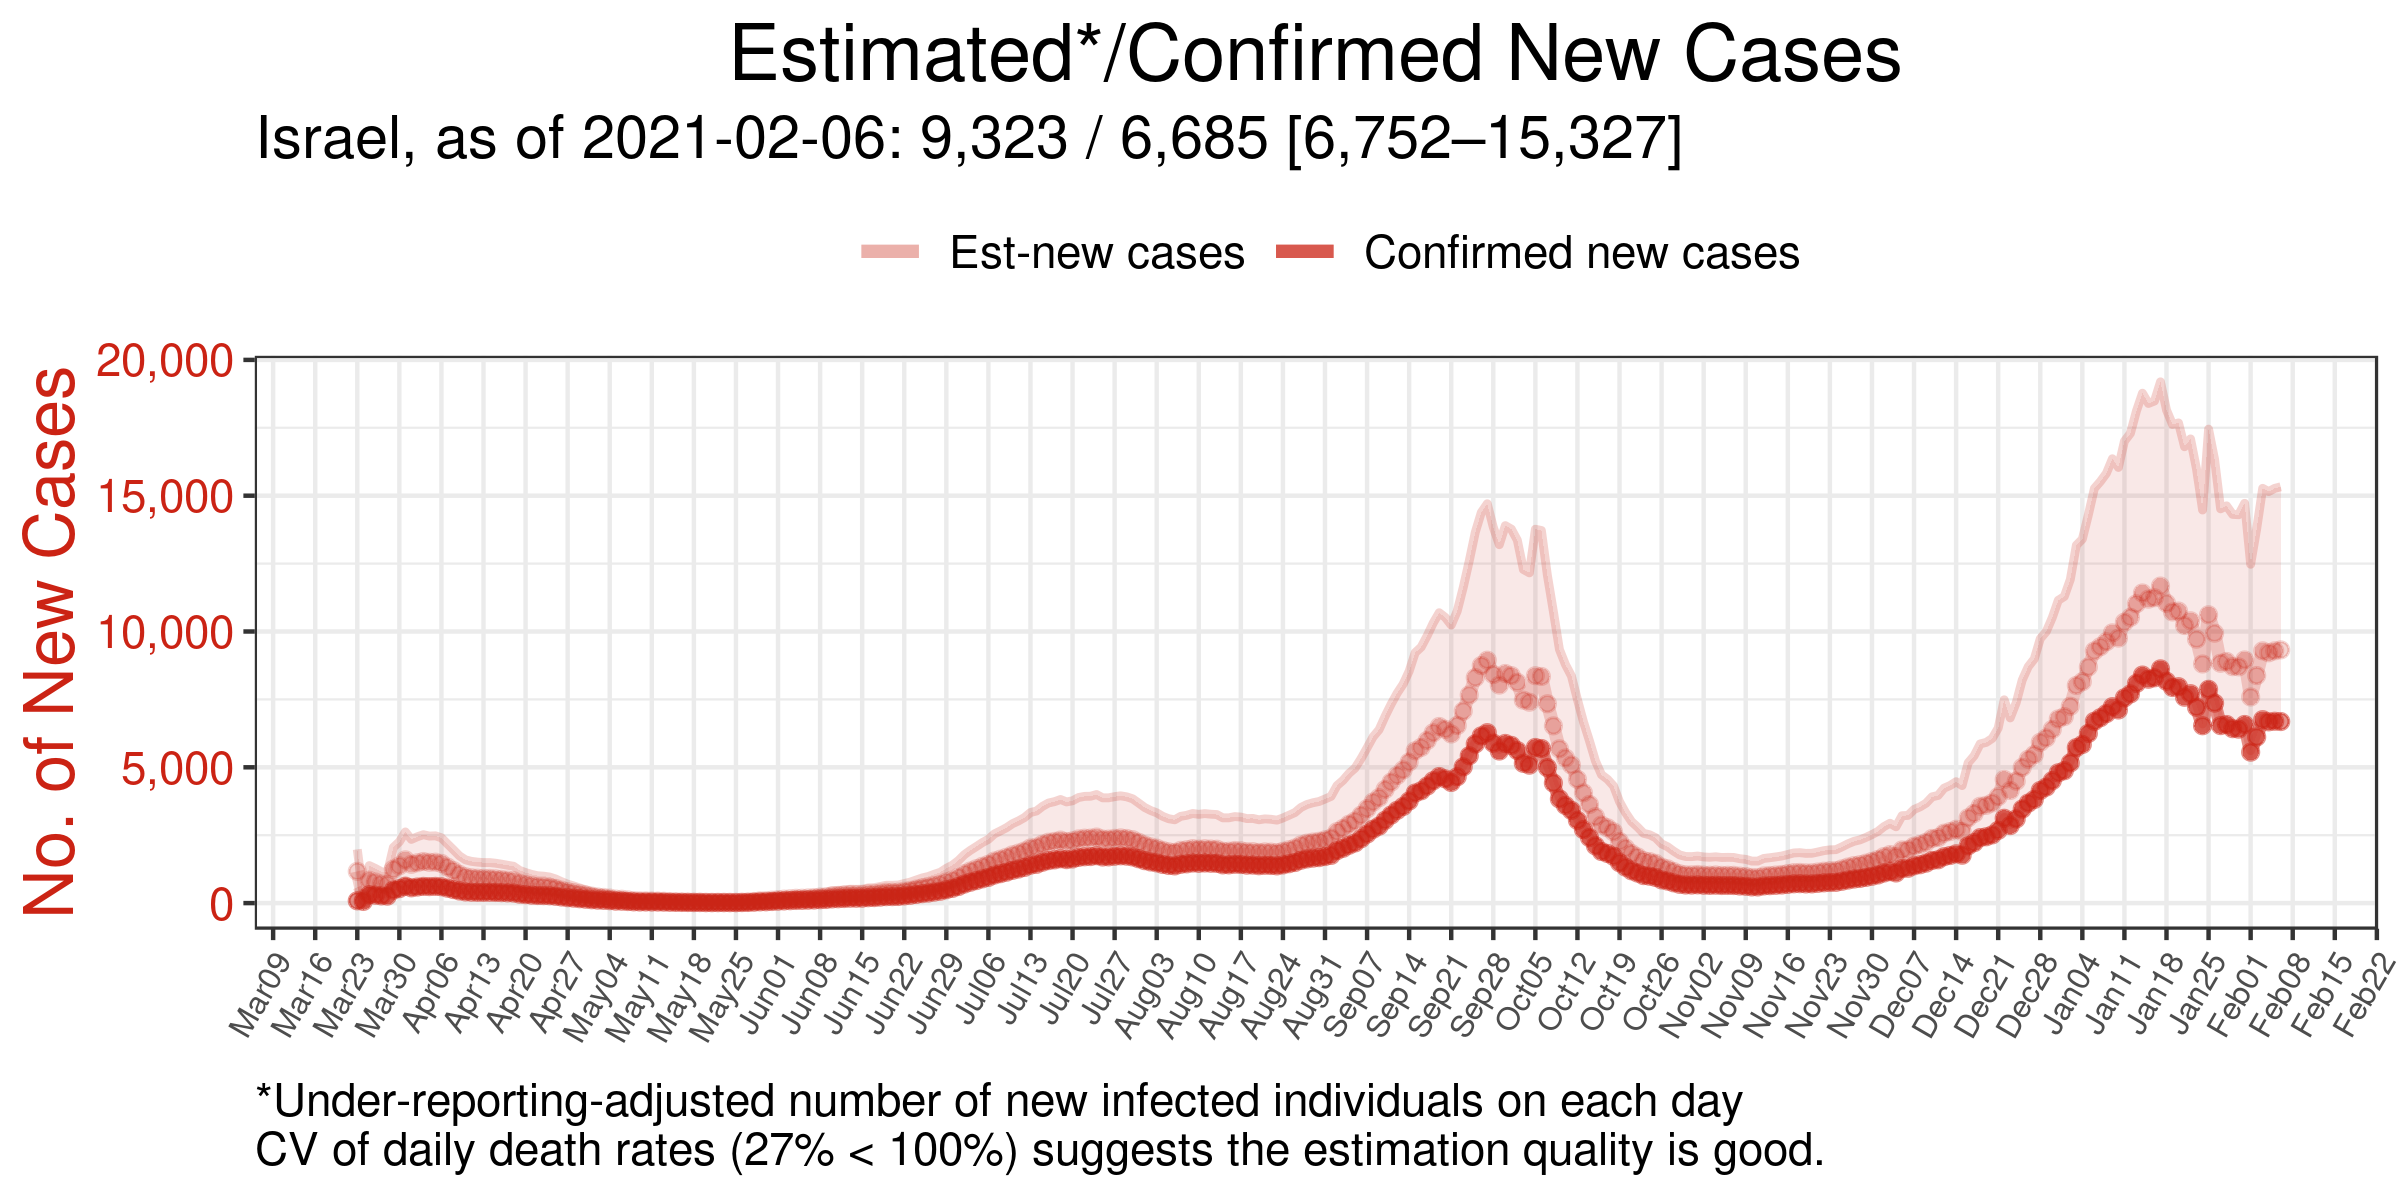 Estimated*/Confirmed New Cases
Israel, as of 2021-02-06: 9,323 / 6,685 [6,752–15,327]
Est-new cases
Confirmed new cases
No. of New Cases
20,000
15,000
10,000
5,000
0
Mar09
Mar16
Mar23
Mar30
Apr06
Apr13
Apr20
Apr27
May04
May11
May18
May25
Jun01
Jun08
Jun15
Jun22
Jun29
Jul06
Jul13
Jul20
Jul27
Aug03
Aug10
Aug17
Aug24
Aug31
Sep07
Sep14
Sep21
Sep28
Oct05
Oct12
Oct19
Oct26
Nov02
Nov09
Nov16
Nov23
Nov30
Dec07
Dec14
Dec21
Dec28
Jan04
Jan11
Jan18
Jan25
Feb01
Feb08
Feb15
Feb22
*Under-reporting-adjusted number of new infected individuals on each day
CV of daily death rates (27% < 100%) suggests the estimation quality is good.